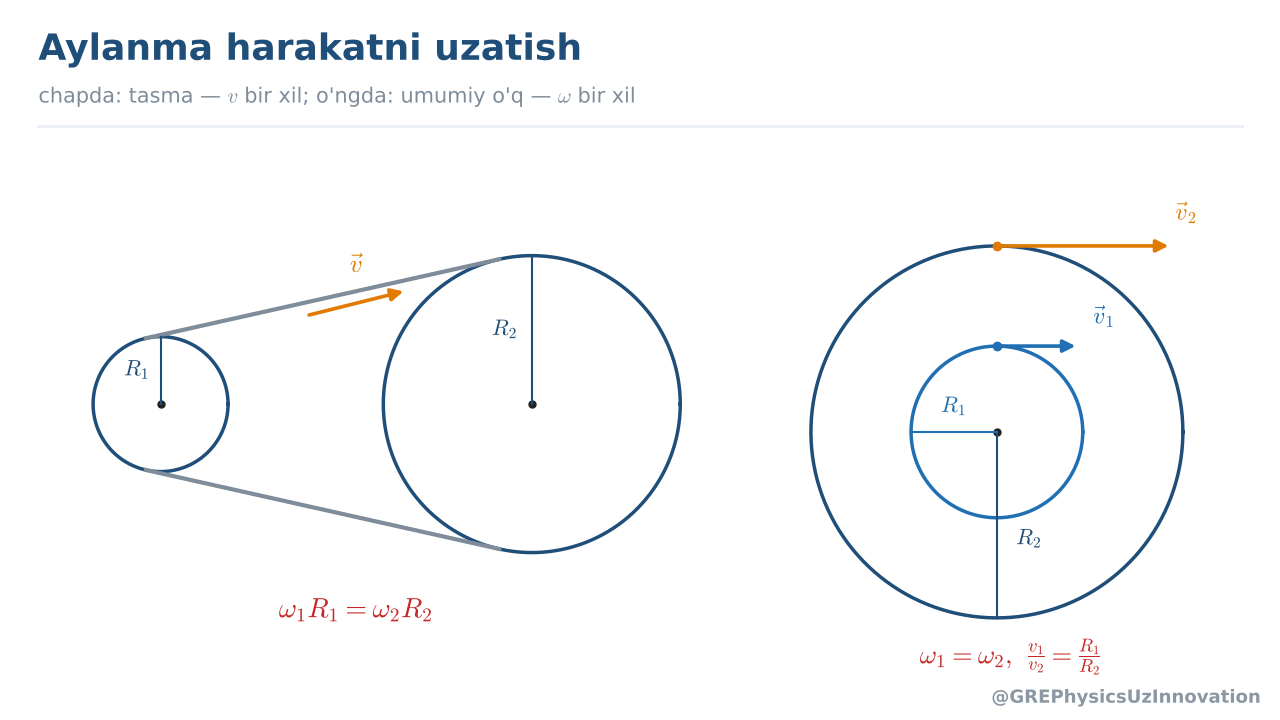 Aylanma harakatni uzatish
chapda: tasma — v bir xil; o'ngda: umumiy o'q — ω bir xil
v⃗
R₁
R₂
ω₁R₁ = ω₂R₂
v⃗₂
v⃗₁
R₁
R₂
ω₁ = ω₂, v₁/v₂ = R₁/R₂
@GREPhysicsUzInnovation